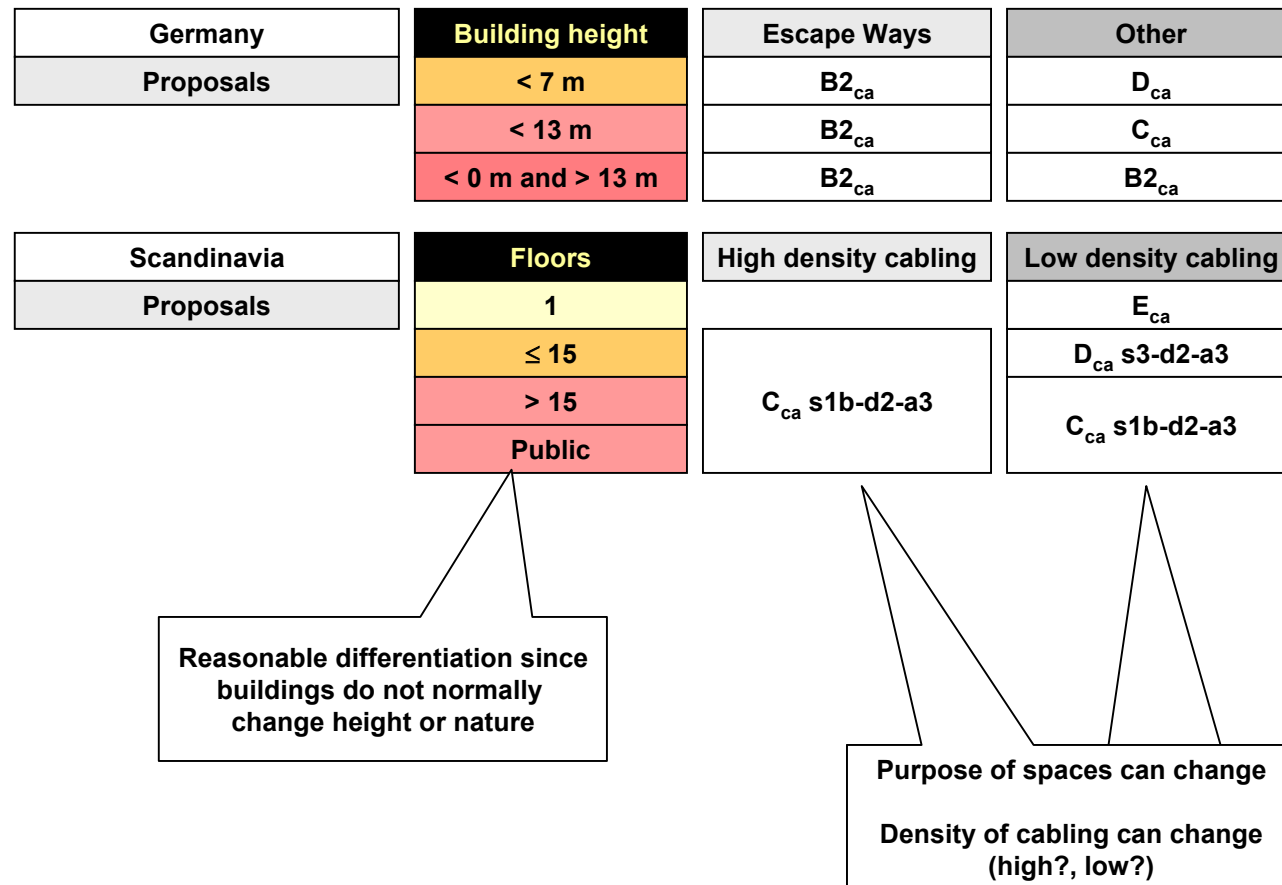 Germany Building height Escape Ways Other
Proposals < 7 m B2ca Dca
< 13 m B2ca Cca
< 0 m and > 13 m B2ca B2ca
Scandinavia Floors High density cabling Low density cabling
Proposals 1 Eca
≤ 15 Dca s3-d2-a3
> 15
Cca s1b-d2-a3 Cca s1b-d2-a3
Public
Reasonable differentiation since
buildings do not normally
change height or nature
Purpose of spaces can change
Density of cabling can change
(high?, low?)